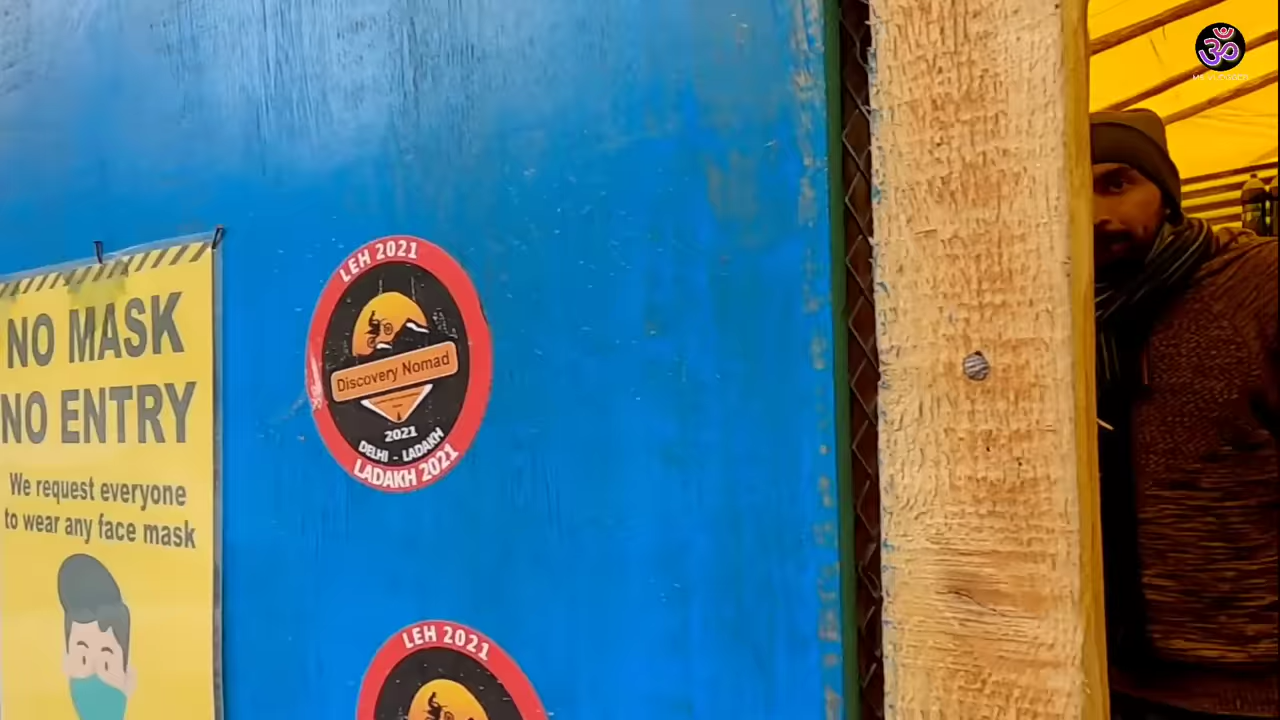 NO MASK
NO ENTRY
We request everyone
to wear any face mask
LEH 2021
Discovery Nomad
2021
DELHI - LADAKH
LADAKH 2021
LEH 2021
ॐ